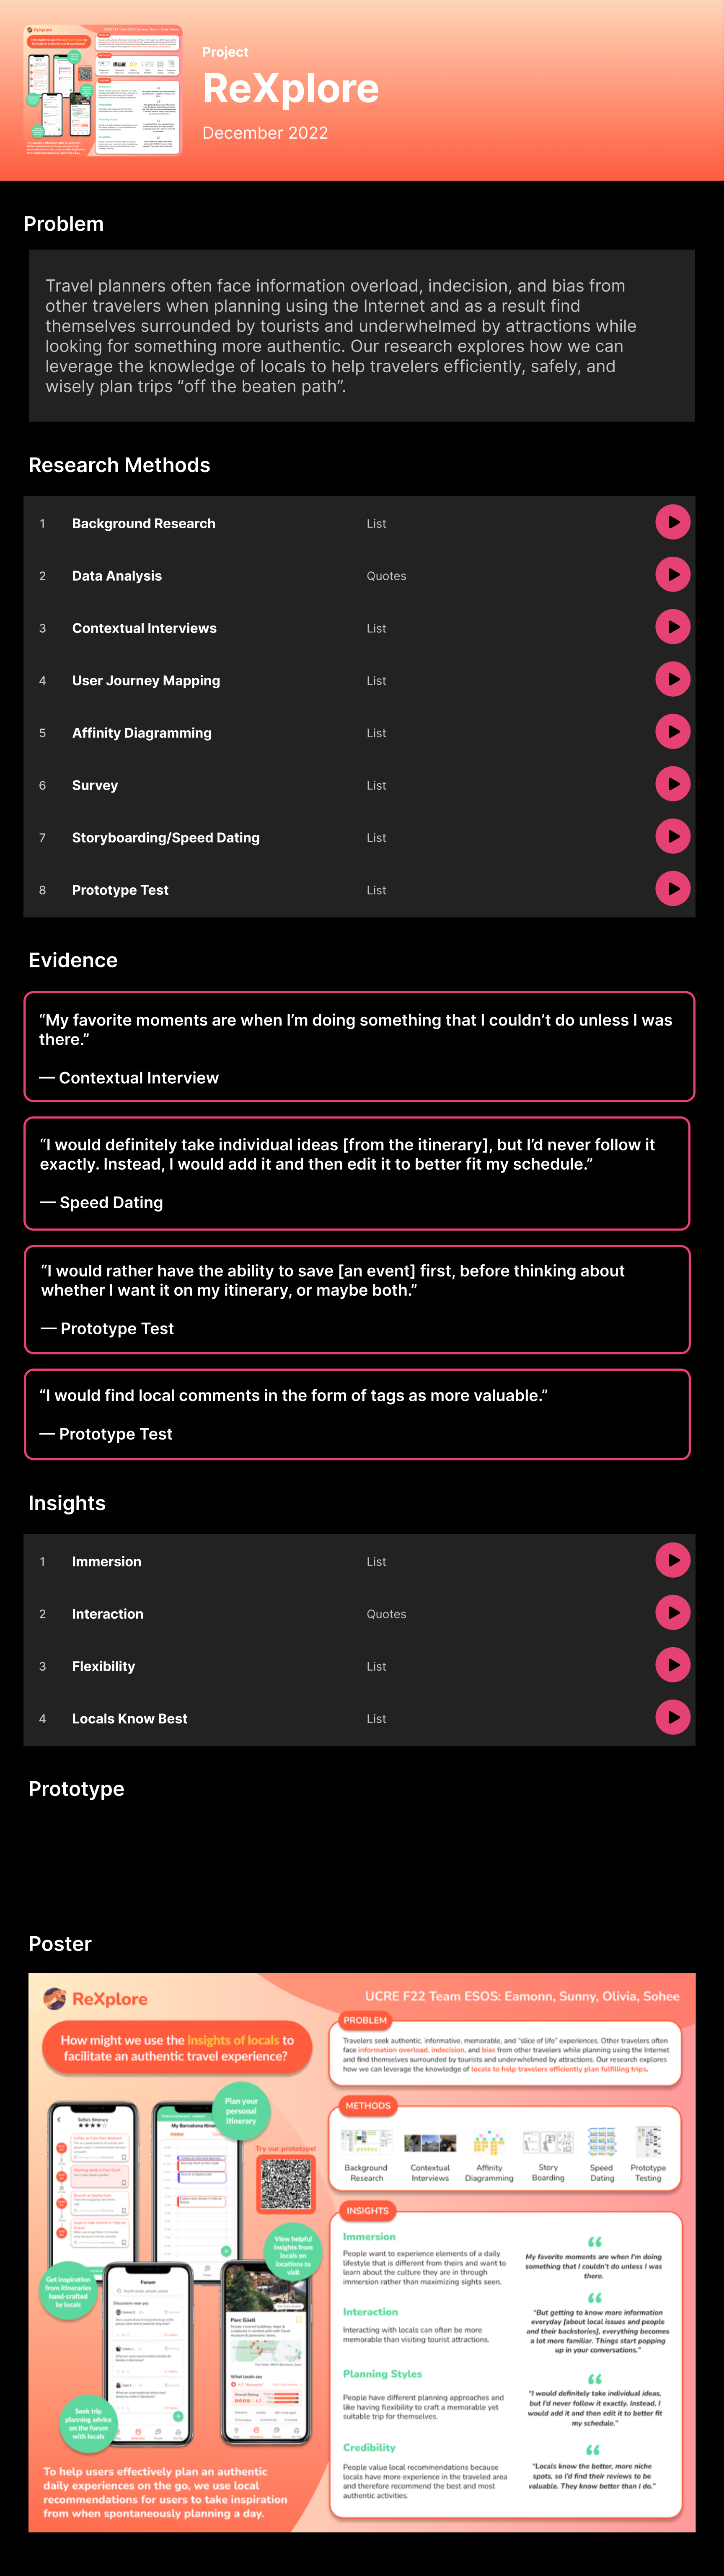 Project
ReXplore
December 2022
Problem
Travel planners often face information overload, indecision, and bias from
other travelers when planning using the Internet and as a result find
themselves surrounded by tourists and underwhelmed by attractions while
looking for something more authentic. Our research explores how we can
leverage the knowledge of locals to help travelers efficiently, safely, and
wisely plan trips “off the beaten path”.
Research Methods
1 Background Research List
2 Data Analysis Quotes
3 Contextual Interviews List
4 User Journey Mapping List
5 Affinity Diagramming List
6 Survey List
7 Storyboarding/Speed Dating List
8 Prototype Test List
Evidence
“My favorite moments are when I’m doing something that I couldn’t do unless I was
there.”
— Contextual Interview
“I would definitely take individual ideas [from the itinerary], but I’d never follow it
exactly. Instead, I would add it and then edit it to better fit my schedule.”
— Speed Dating
“I would rather have the ability to save [an event] first, before thinking about
whether I want it on my itinerary, or maybe both.”
— Prototype Test
“I would find local comments in the form of tags as more valuable.”
— Prototype Test
Insights
1 Immersion List
2 Interaction Quotes
3 Flexibility List
4 Locals Know Best List
Prototype
Poster
ReXplore
UCRE F22 Team ESOS: Eamonn, Sunny, Olivia, Sohee
How might we use the insights of locals to
facilitate an authentic travel experience?
Plan your
personal
itinerary
Try our prototype!
View helpful
insights from
locals on
locations to
visit
Get inspiration
from itineraries
hand-crafted
by locals
Seek trip
planning advice
on the forum
with locals
Forum
Parc Güell
What locals say
To help users effectively plan an authentic
daily experiences on the go, we use local
recommendations for users to take inspiration
from when spontaneously planning a day.
PROBLEM
Travelers seek authentic, informative, memorable, and “slice of life” experiences. Other travelers often
face information overload, indecision, and bias from other travelers while planning using the Internet
and find themselves surrounded by tourists and underwhelmed by attractions. Our research explores
how we can leverage the knowledge of locals to help travelers efficiently plan fulfilling trips.
METHODS
Background
Research
Contextual
Interviews
Affinity
Diagramming
Story
Boarding
Speed
Dating
Prototype
Testing
INSIGHTS
Immersion
People want to experience elements of a daily
lifestyle that is different from theirs and want to
learn about the culture they are in through
immersion rather than maximizing sights seen.
My favorite moments are when I'm doing
something that I couldn't do unless I was
there.
Interaction
Interacting with locals can often be more
memorable than visiting tourist attractions.
"But getting to know more information
everyday [about local issues and people
and their backstories], everything becomes
a lot more familiar. Things start popping
up in your conversations."
Planning Styles
People have different planning approaches and
like having flexibility to craft a memorable yet
suitable trip for themselves.
"I would definitely take individual ideas,
but I'd never follow it exactly. Instead, I
would add it and then edit it to better fit
my schedule."
Credibility
People value local recommendations because
locals have more experience in the traveled area
and therefore recommend the best and most
authentic activities.
"Locals know the better, more niche
spots, so I'd find their reviews to be
valuable. They know better than I do."